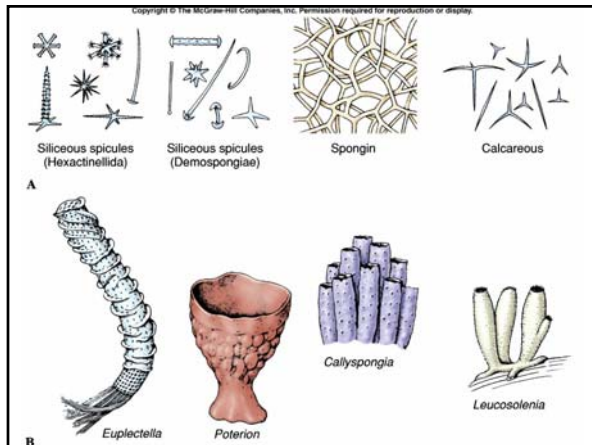 Copyright © The McGraw-Hill Companies, Inc. Permission required for reproduction or display.
Siliceous spicules
(Hexactinellida)
Siliceous spicules
(Demospongiae)
Spongin
Calcareous
A
Callyspongia
Leucosolenia
Euplectella
Poterion
B